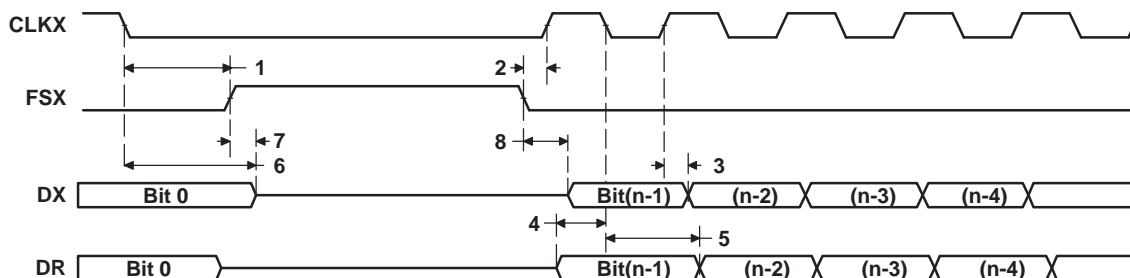 CLKX
1 2
FSX
7 8
6 3
DX Bit 0 Bit(n-1) (n-2) (n-3) (n-4)
4 5
DR Bit 0 Bit(n-1) (n-2) (n-3) (n-4)